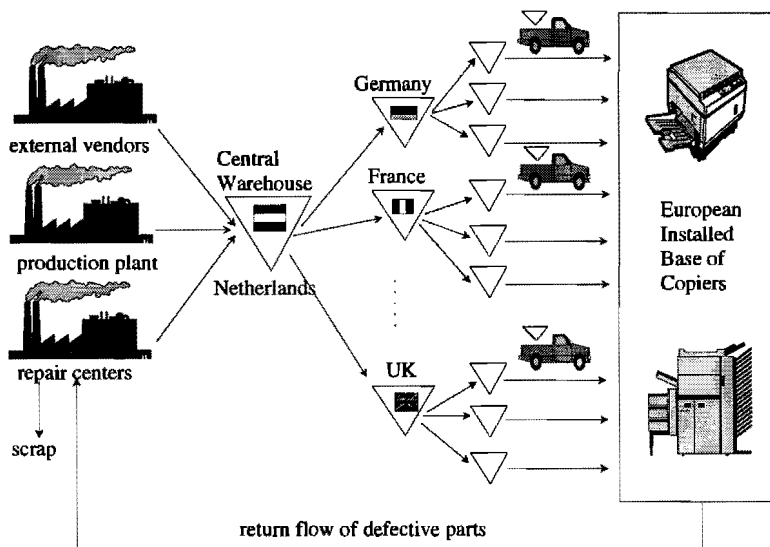 external vendors
production plant
repair centers
scrap
Central
Warehouse
Netherlands
Germany
France
UK
European
Installed
Base of
Copiers
return flow of defective parts